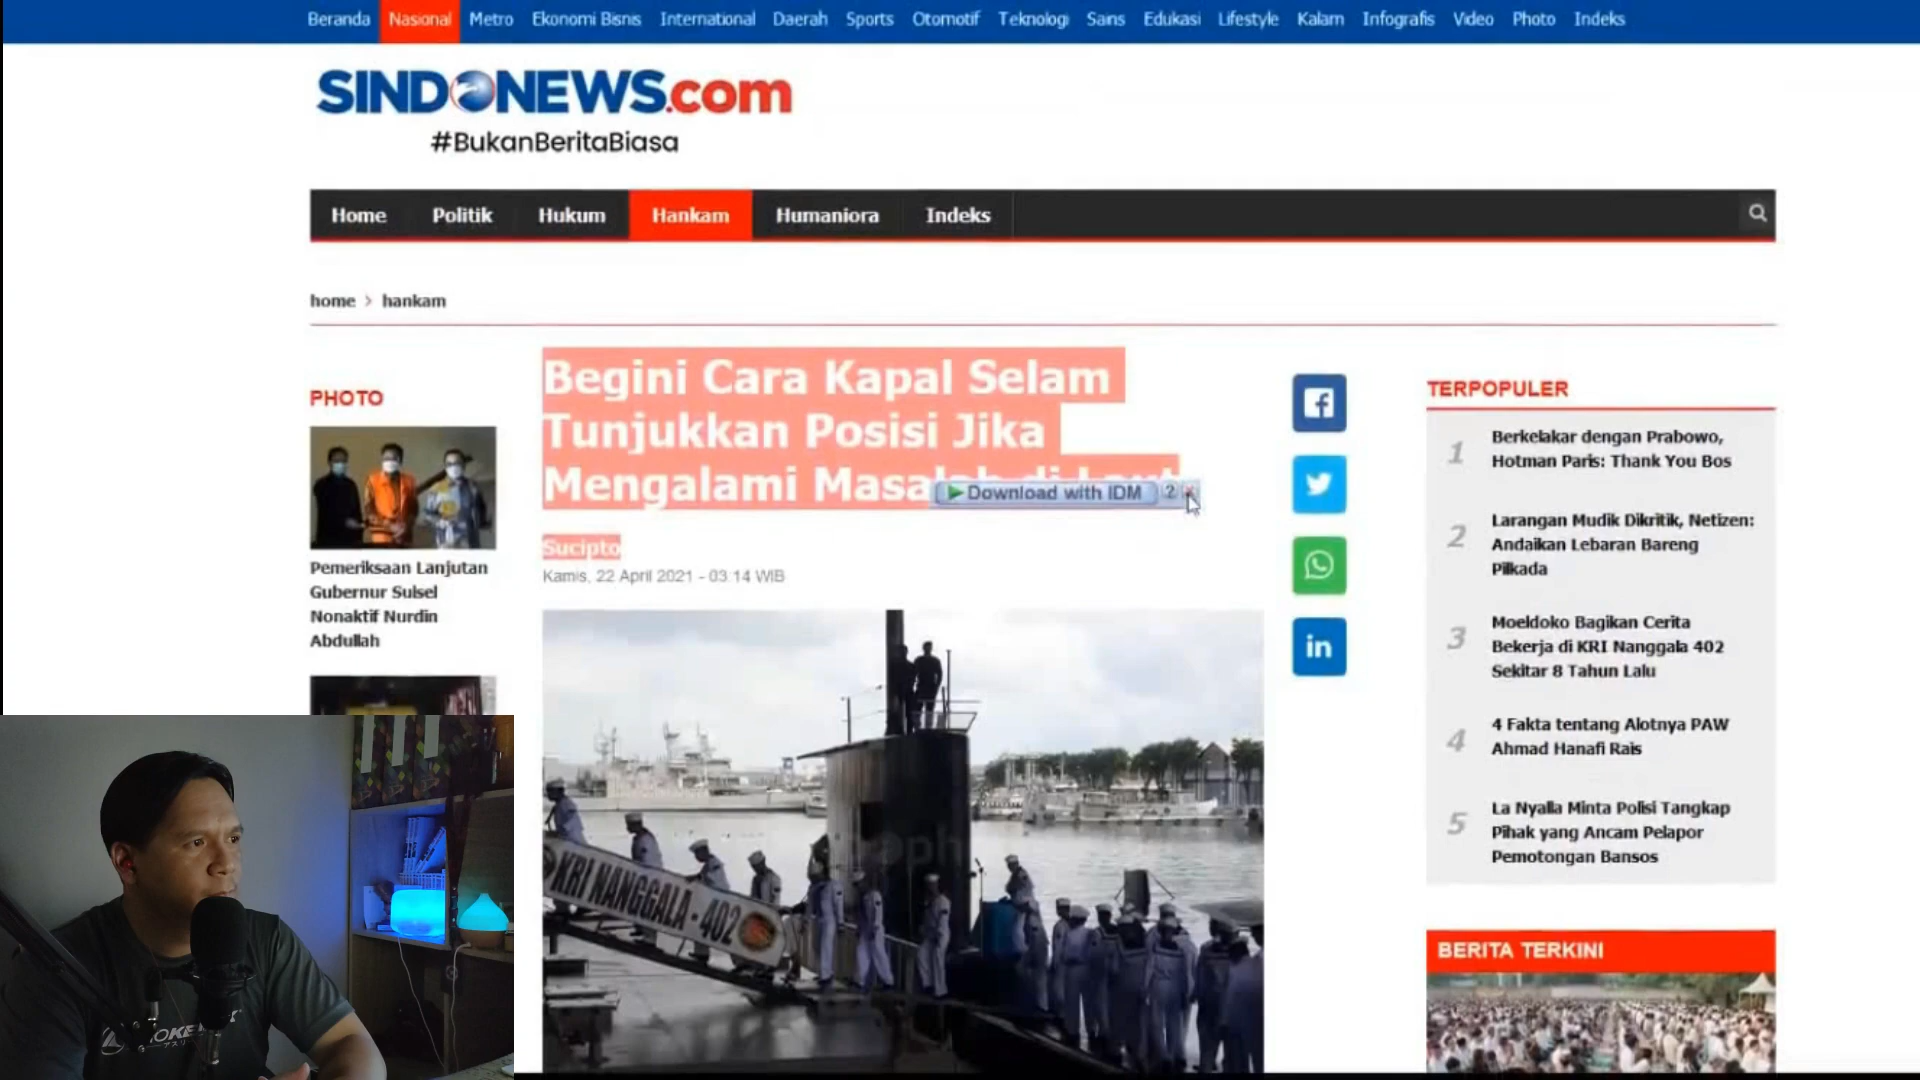 Beranda Nasional Metro Ekonomi Bisnis International Daerah Sports Otomotif Teknologi Sains Edukasi Lifestyle Kalam Infografis Video Photo Indeks
SINDONEWS.com
#BukanBeritaBiasa
Home Politik Hukum Hankam Humaniora Indeks
home > hankam
PHOTO
Pemeriksaan Lanjutan
Gubernur Sulsel
Nonaktif Nurdin
Abdullah
Begini Cara Kapal Selam
Tunjukkan Posisi Jika
Mengalami
Download with IDM ?
Sucipto
Kamis, 22 April 2021 - 03:14 WIB
KRI NANGGALA - 402
in
TERPOPULER
1 Berkelakar dengan Prabowo,
Hotman Paris: Thank You Bos
2 Larangan Mudik Dikritik, Netizen:
Andaikan Lebaran Bareng
Pilkada
3 Moeldoko Bagikan Cerita
Bekerja di KRI Nanggala 402
Sekitar 8 Tahun Lalu
4 4 Fakta tentang Alotnya PAW
Ahmad Hanafi Rais
5 La Nyalla Minta Polisi Tangkap
Pihak yang Ancam Pelapor
Pemotongan Bansos
BERITA TERKINI